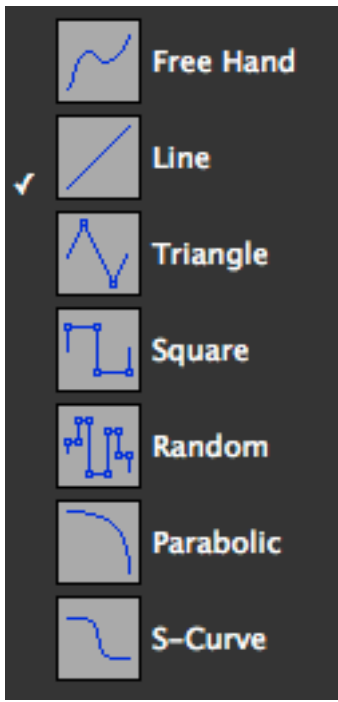 Free Hand
Line
Triangle
Square
Random
Parabolic
S-Curve